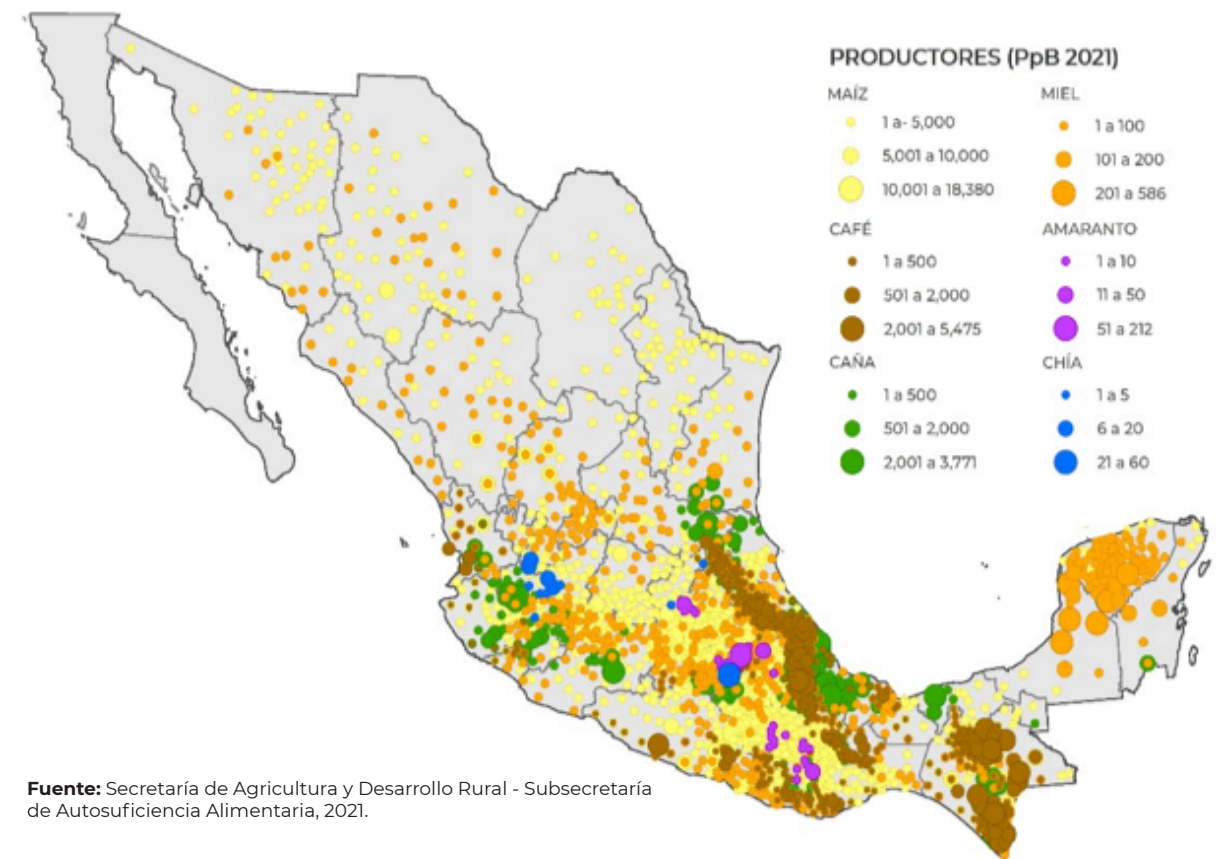 PRODUCTORES (PpB 2021)
MAÍZ
1 a- 5,000
5,001 a 10,000
10,001 a 18,380
MIEL
1 a 100
101 a 200
201 a 586
CAFÉ
1 a 500
501 a 2,000
2,001 a 5,475
AMARANTO
1 a 10
11 a 50
51 a 212
CAÑA
1 a 500
501 a 2,000
2,001 a 3,771
CHÍA
1 a 5
6 a 20
21 a 60
Fuente: Secretaría de Agricultura y Desarrollo Rural - Subsecretaría
de Autosuficiencia Alimentaria, 2021.